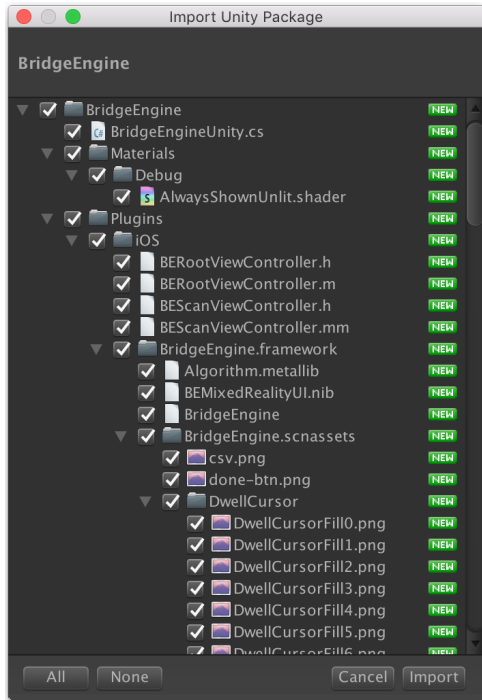 Import Unity Package
BridgeEngine
BridgeEngine NEW
C# BridgeEngineUnity.cs NEW
Materials NEW
Debug NEW
S AlwaysShownUnlit.shader NEW
Plugins NEW
iOS NEW
BERootViewController.h NEW
BERootViewController.m NEW
BEScanViewController.h NEW
BEScanViewController.mm NEW
BridgeEngine.framework NEW
Algorithm.metallib NEW
BEMixedRealityUI.nib NEW
BridgeEngine NEW
BridgeEngine.scnassets NEW
csv.png NEW
done-btn.png NEW
DwellCursor NEW
DwellCursorFill0.png NEW
DwellCursorFill1.png NEW
DwellCursorFill2.png NEW
DwellCursorFill3.png NEW
DwellCursorFill4.png NEW
DwellCursorFill5.png NEW
DwellCursorFill6.png NEW
All None Cancel Import